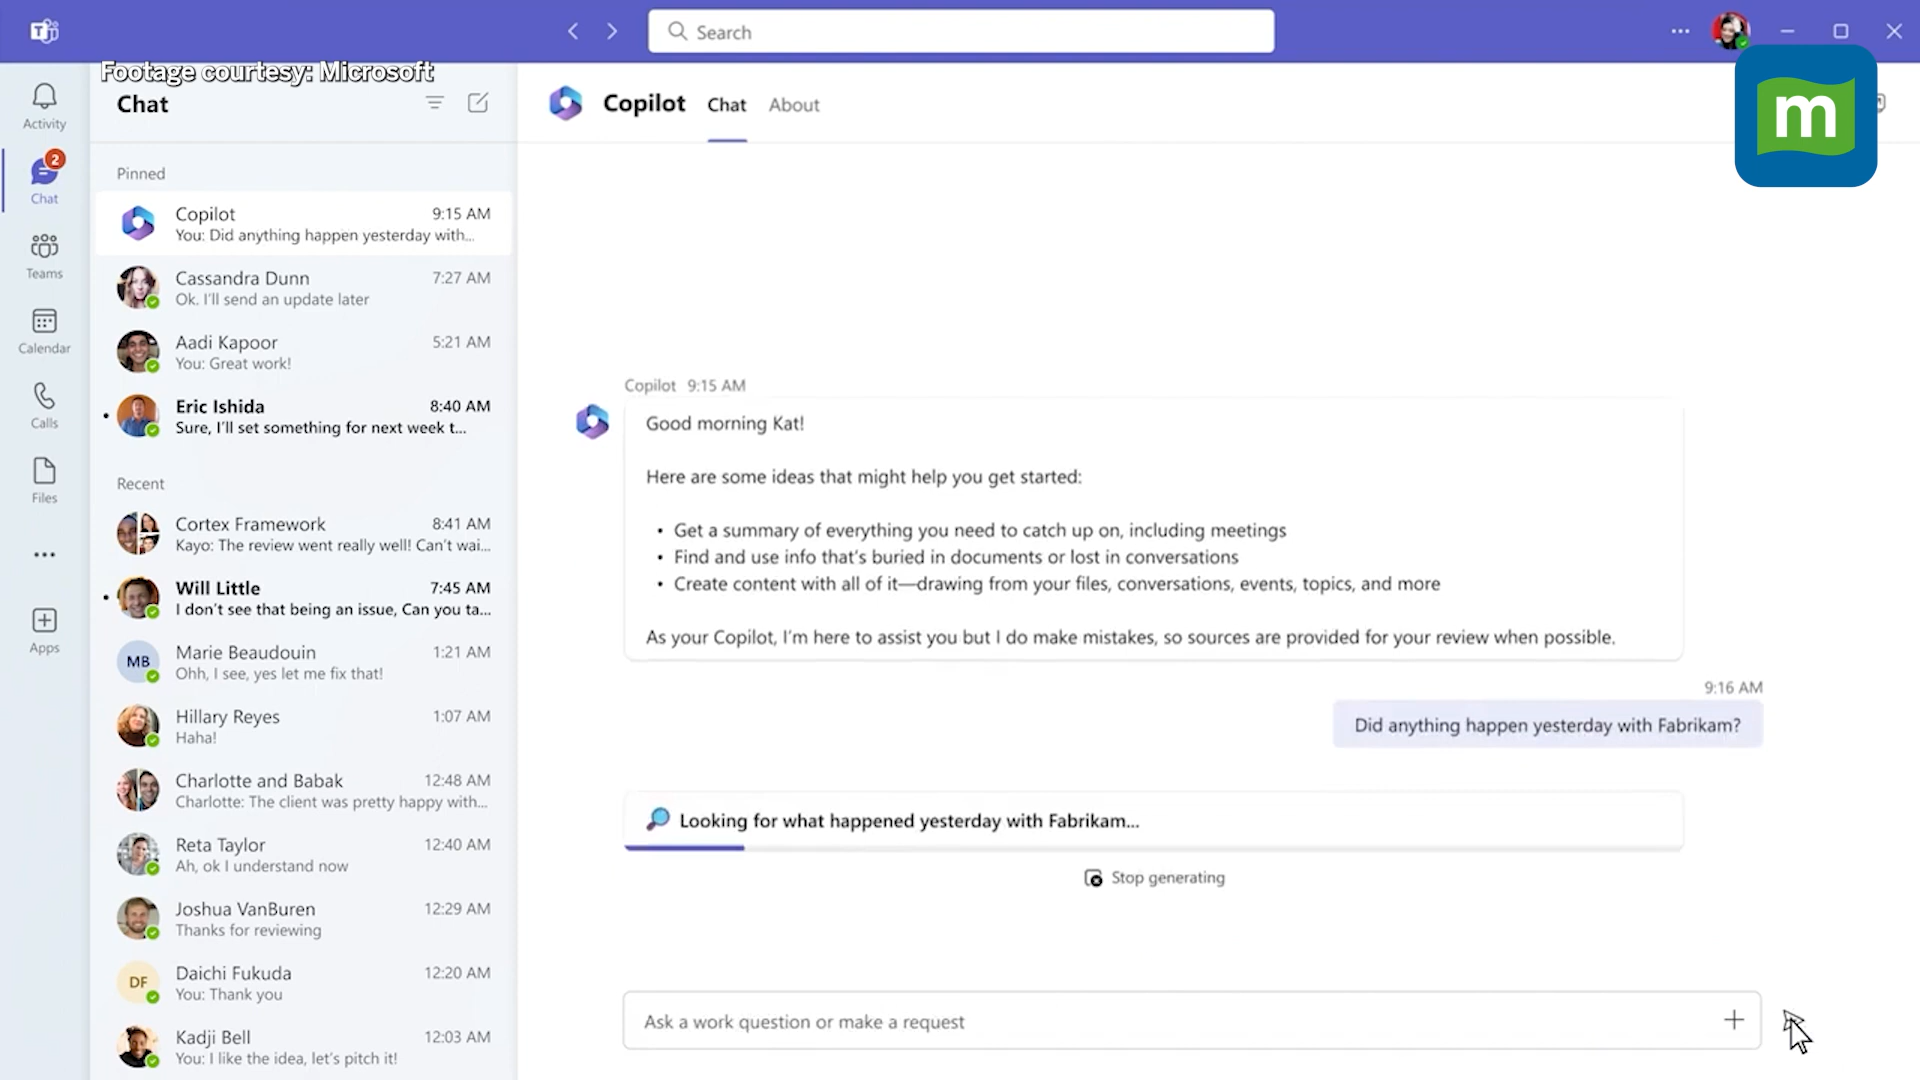 Search
Footage courtesy: Microsoft
m
Activity
2
Chat
Teams
Calendar
Calls
Files
Apps
Chat
Pinned
Copilot 9:15 AM
You: Did anything happen yesterday with...
Cassandra Dunn 7:27 AM
Ok. I'll send an update later
Aadi Kapoor 5:21 AM
You: Great work!
Eric Ishida 8:40 AM
Sure, I'll set something for next week t...
Recent
Cortex Framework 8:41 AM
Kayo: The review went really well! Can't wai...
Will Little 7:45 AM
I don't see that being an issue, Can you ta...
MB
Marie Beaudouin 1:21 AM
Ohh, I see, yes let me fix that!
Hillary Reyes 1:07 AM
Haha!
Charlotte and Babak 12:48 AM
Charlotte: The client was pretty happy with...
Reta Taylor 12:40 AM
Ah, ok I understand now
Joshua VanBuren 12:29 AM
Thanks for reviewing
DF
Daichi Fukuda 12:20 AM
You: Thank you
Kadji Bell 12:03 AM
You: I like the idea, let's pitch it!
Copilot Chat About
Copilot 9:15 AM
Good morning Kat!
Here are some ideas that might help you get started:
• Get a summary of everything you need to catch up on, including meetings
• Find and use info that's buried in documents or lost in conversations
• Create content with all of it—drawing from your files, conversations, events, topics, and more
As your Copilot, I'm here to assist you but I do make mistakes, so sources are provided for your review when possible.
9:16 AM
Did anything happen yesterday with Fabrikam?
Looking for what happened yesterday with Fabrikam...
Stop generating
Ask a work question or make a request